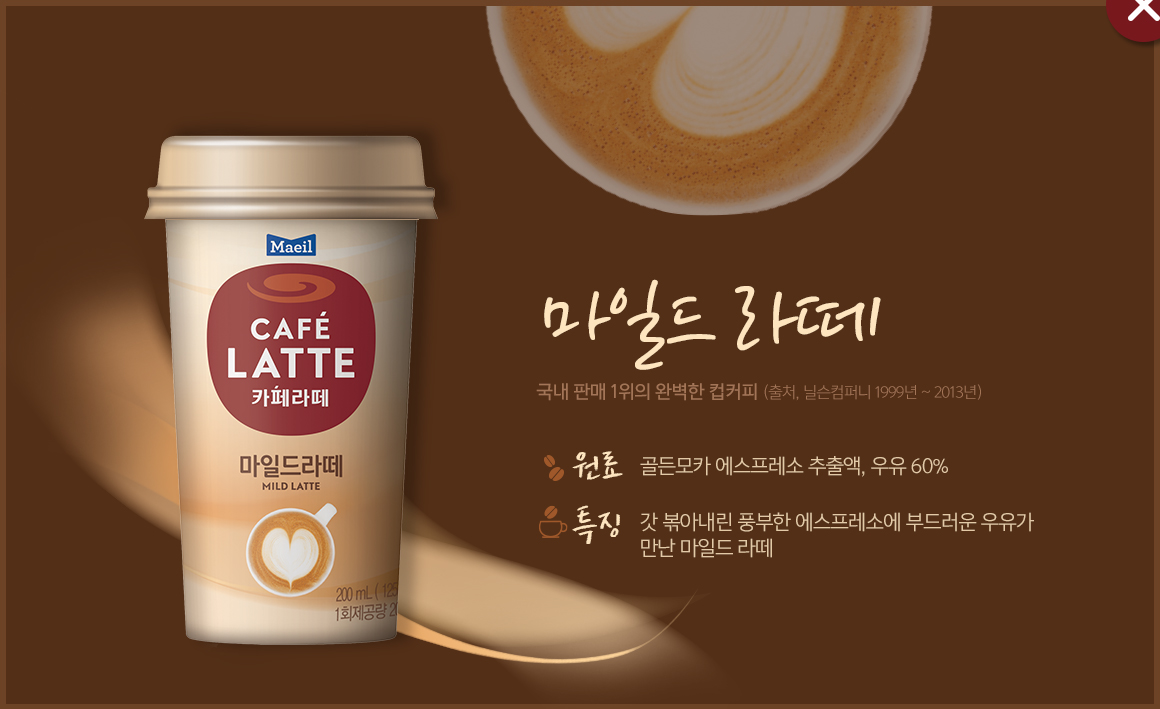 Maeil
CAFÉ
LATTE
카페라떼
마일드라떼
MILD LATTE
200 mL (
1회제공량
마일드 라떼
국내 판매 1위의 완벽한 컵커피 (출처, 닐슨컴퍼니 1999년 ~ 2013년)
원료 골든모카 에스프레소 추출액, 우유 60%
특징 갓 볶아내린 풍부한 에스프레소에 부드러운 우유가
만난 마일드 라떼